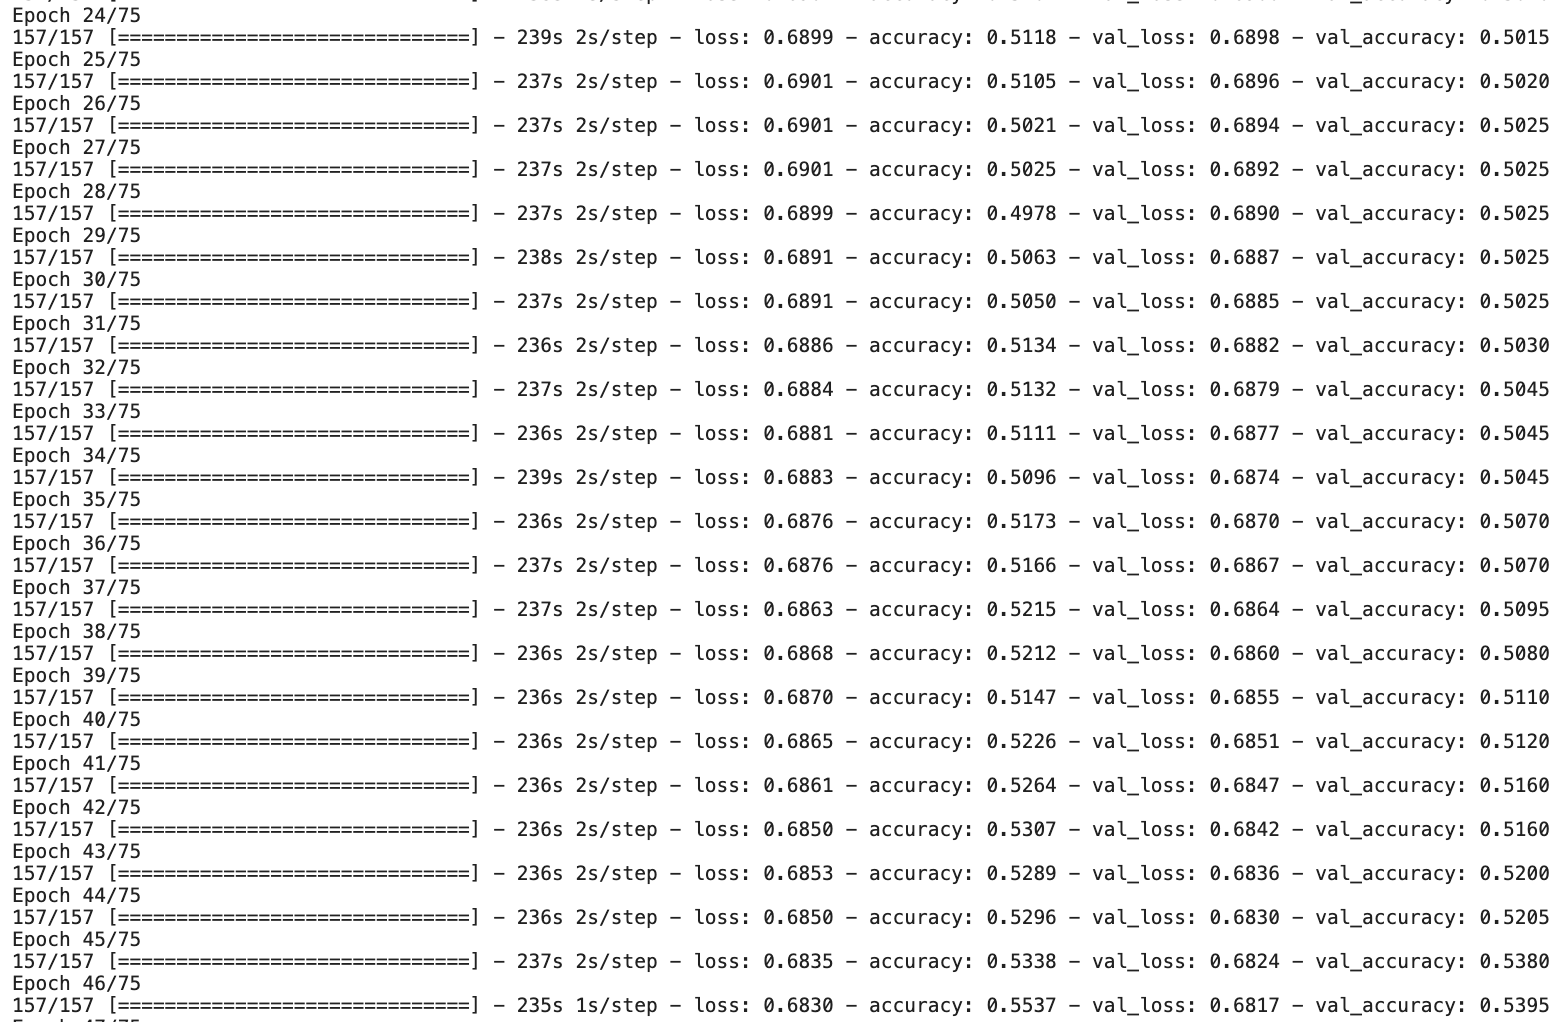 Epoch 24/75
157/157 [==============================] - 239s 2s/step - loss: 0.6899 - accuracy: 0.5118 - val_loss: 0.6898 - val_accuracy: 0.5015
Epoch 25/75
157/157 [==============================] - 237s 2s/step - loss: 0.6901 - accuracy: 0.5105 - val_loss: 0.6896 - val_accuracy: 0.5020
Epoch 26/75
157/157 [==============================] - 237s 2s/step - loss: 0.6901 - accuracy: 0.5021 - val_loss: 0.6894 - val_accuracy: 0.5025
Epoch 27/75
157/157 [==============================] - 237s 2s/step - loss: 0.6901 - accuracy: 0.5025 - val_loss: 0.6892 - val_accuracy: 0.5025
Epoch 28/75
157/157 [==============================] - 237s 2s/step - loss: 0.6899 - accuracy: 0.4978 - val_loss: 0.6890 - val_accuracy: 0.5025
Epoch 29/75
157/157 [==============================] - 238s 2s/step - loss: 0.6891 - accuracy: 0.5063 - val_loss: 0.6887 - val_accuracy: 0.5025
Epoch 30/75
157/157 [==============================] - 237s 2s/step - loss: 0.6891 - accuracy: 0.5050 - val_loss: 0.6885 - val_accuracy: 0.5025
Epoch 31/75
157/157 [==============================] - 236s 2s/step - loss: 0.6886 - accuracy: 0.5134 - val_loss: 0.6882 - val_accuracy: 0.5030
Epoch 32/75
157/157 [==============================] - 237s 2s/step - loss: 0.6884 - accuracy: 0.5132 - val_loss: 0.6879 - val_accuracy: 0.5045
Epoch 33/75
157/157 [==============================] - 236s 2s/step - loss: 0.6881 - accuracy: 0.5111 - val_loss: 0.6877 - val_accuracy: 0.5045
Epoch 34/75
157/157 [==============================] - 239s 2s/step - loss: 0.6883 - accuracy: 0.5096 - val_loss: 0.6874 - val_accuracy: 0.5045
Epoch 35/75
157/157 [==============================] - 236s 2s/step - loss: 0.6876 - accuracy: 0.5173 - val_loss: 0.6870 - val_accuracy: 0.5070
Epoch 36/75
157/157 [==============================] - 237s 2s/step - loss: 0.6876 - accuracy: 0.5166 - val_loss: 0.6867 - val_accuracy: 0.5070
Epoch 37/75
157/157 [==============================] - 237s 2s/step - loss: 0.6863 - accuracy: 0.5215 - val_loss: 0.6864 - val_accuracy: 0.5095
Epoch 38/75
157/157 [==============================] - 236s 2s/step - loss: 0.6868 - accuracy: 0.5212 - val_loss: 0.6860 - val_accuracy: 0.5080
Epoch 39/75
157/157 [==============================] - 236s 2s/step - loss: 0.6870 - accuracy: 0.5147 - val_loss: 0.6855 - val_accuracy: 0.5110
Epoch 40/75
157/157 [==============================] - 236s 2s/step - loss: 0.6865 - accuracy: 0.5226 - val_loss: 0.6851 - val_accuracy: 0.5120
Epoch 41/75
157/157 [==============================] - 236s 2s/step - loss: 0.6861 - accuracy: 0.5264 - val_loss: 0.6847 - val_accuracy: 0.5160
Epoch 42/75
157/157 [==============================] - 236s 2s/step - loss: 0.6850 - accuracy: 0.5307 - val_loss: 0.6842 - val_accuracy: 0.5160
Epoch 43/75
157/157 [==============================] - 236s 2s/step - loss: 0.6853 - accuracy: 0.5289 - val_loss: 0.6836 - val_accuracy: 0.5200
Epoch 44/75
157/157 [==============================] - 236s 2s/step - loss: 0.6850 - accuracy: 0.5296 - val_loss: 0.6830 - val_accuracy: 0.5205
Epoch 45/75
157/157 [==============================] - 237s 2s/step - loss: 0.6835 - accuracy: 0.5338 - val_loss: 0.6824 - val_accuracy: 0.5380
Epoch 46/75
157/157 [==============================] - 235s 1s/step - loss: 0.6830 - accuracy: 0.5537 - val_loss: 0.6817 - val_accuracy: 0.5395